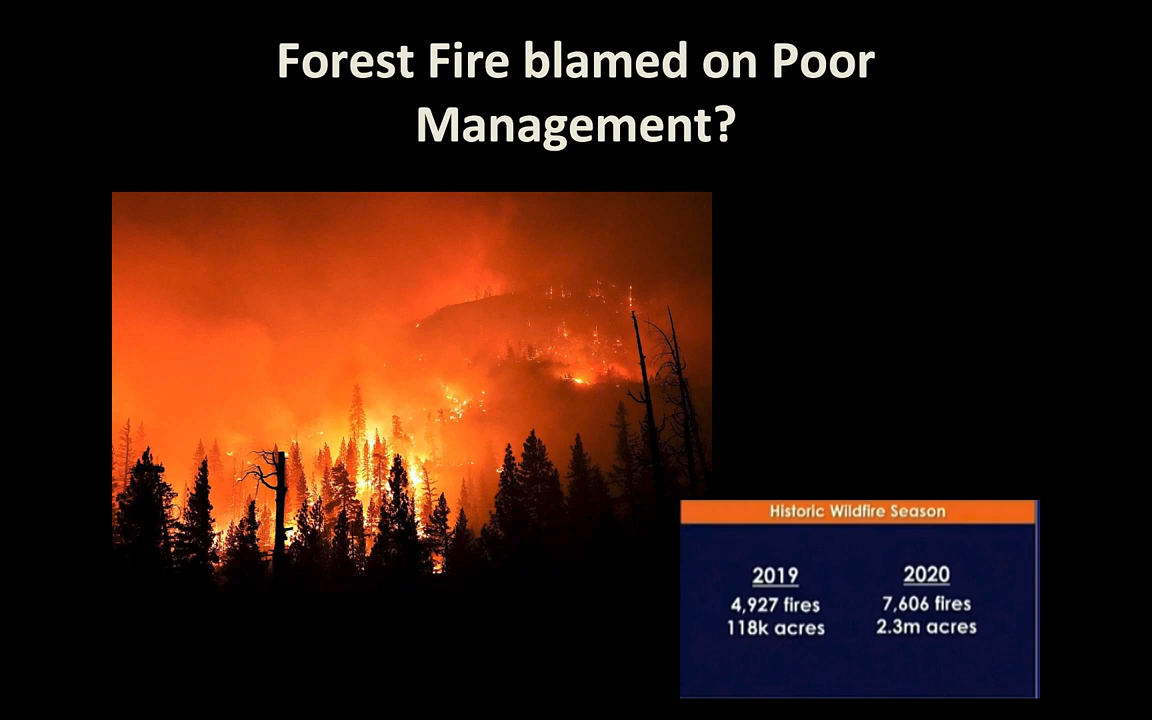 Forest Fire blamed on Poor
Management?
Historic Wildfire Season
2019 2020
4,927 fires 7,606 fires
118k acres 2.3m acres